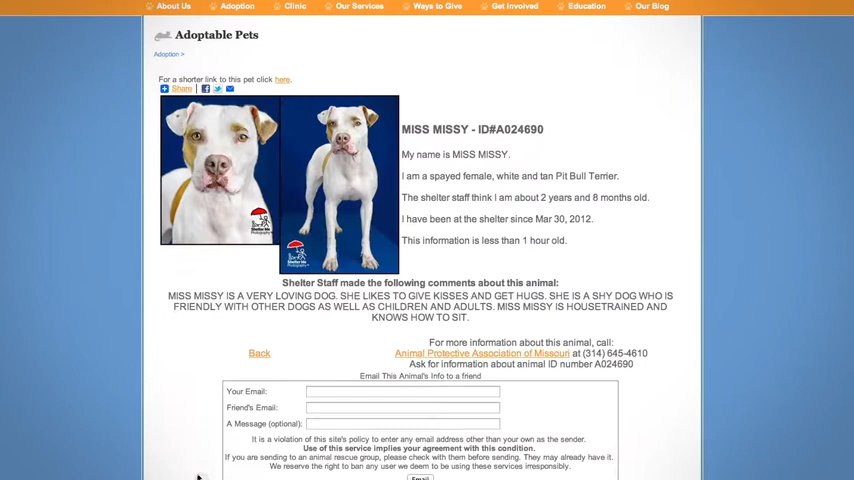 About Us Adoption Clinic Our Services Ways to Give Get Involved Education Our Blog
Adoptable Pets
Adoption >
For a shorter link to this pet click here.
Share
MISS MISSY - ID#A024690
My name is MISS MISSY.
I am a spayed female, white and tan Pit Bull Terrier.
The shelter staff think I am about 2 years and 8 months old.
I have been at the shelter since Mar 30, 2012.
This information is less than 1 hour old.
Shelter Me
Photography
Shelter Me
Photography
Shelter Staff made the following comments about this animal:
MISS MISSY IS A VERY LOVING DOG. SHE LIKES TO GIVE KISSES AND GET HUGS. SHE IS A SHY DOG WHO IS
FRIENDLY WITH OTHER DOGS AS WELL AS CHILDREN AND ADULTS. MISS MISSY IS HOUSETRAINED AND
KNOWS HOW TO SIT.
For more information about this animal, call:
Back Animal Protective Association of Missouri at (314) 645-4610
Ask for information about animal ID number A024690
Email This Animal's Info to a friend
Your Email:
Friend's Email:
A Message (optional):
It is a violation of this site's policy to enter any email address other than your own as the sender.
Use of this service implies your agreement with this condition.
If you are sending to an animal rescue group, please check with them before sending. They may already have it.
We reserve the right to ban any user we deem to be using these services irresponsibly.
Email